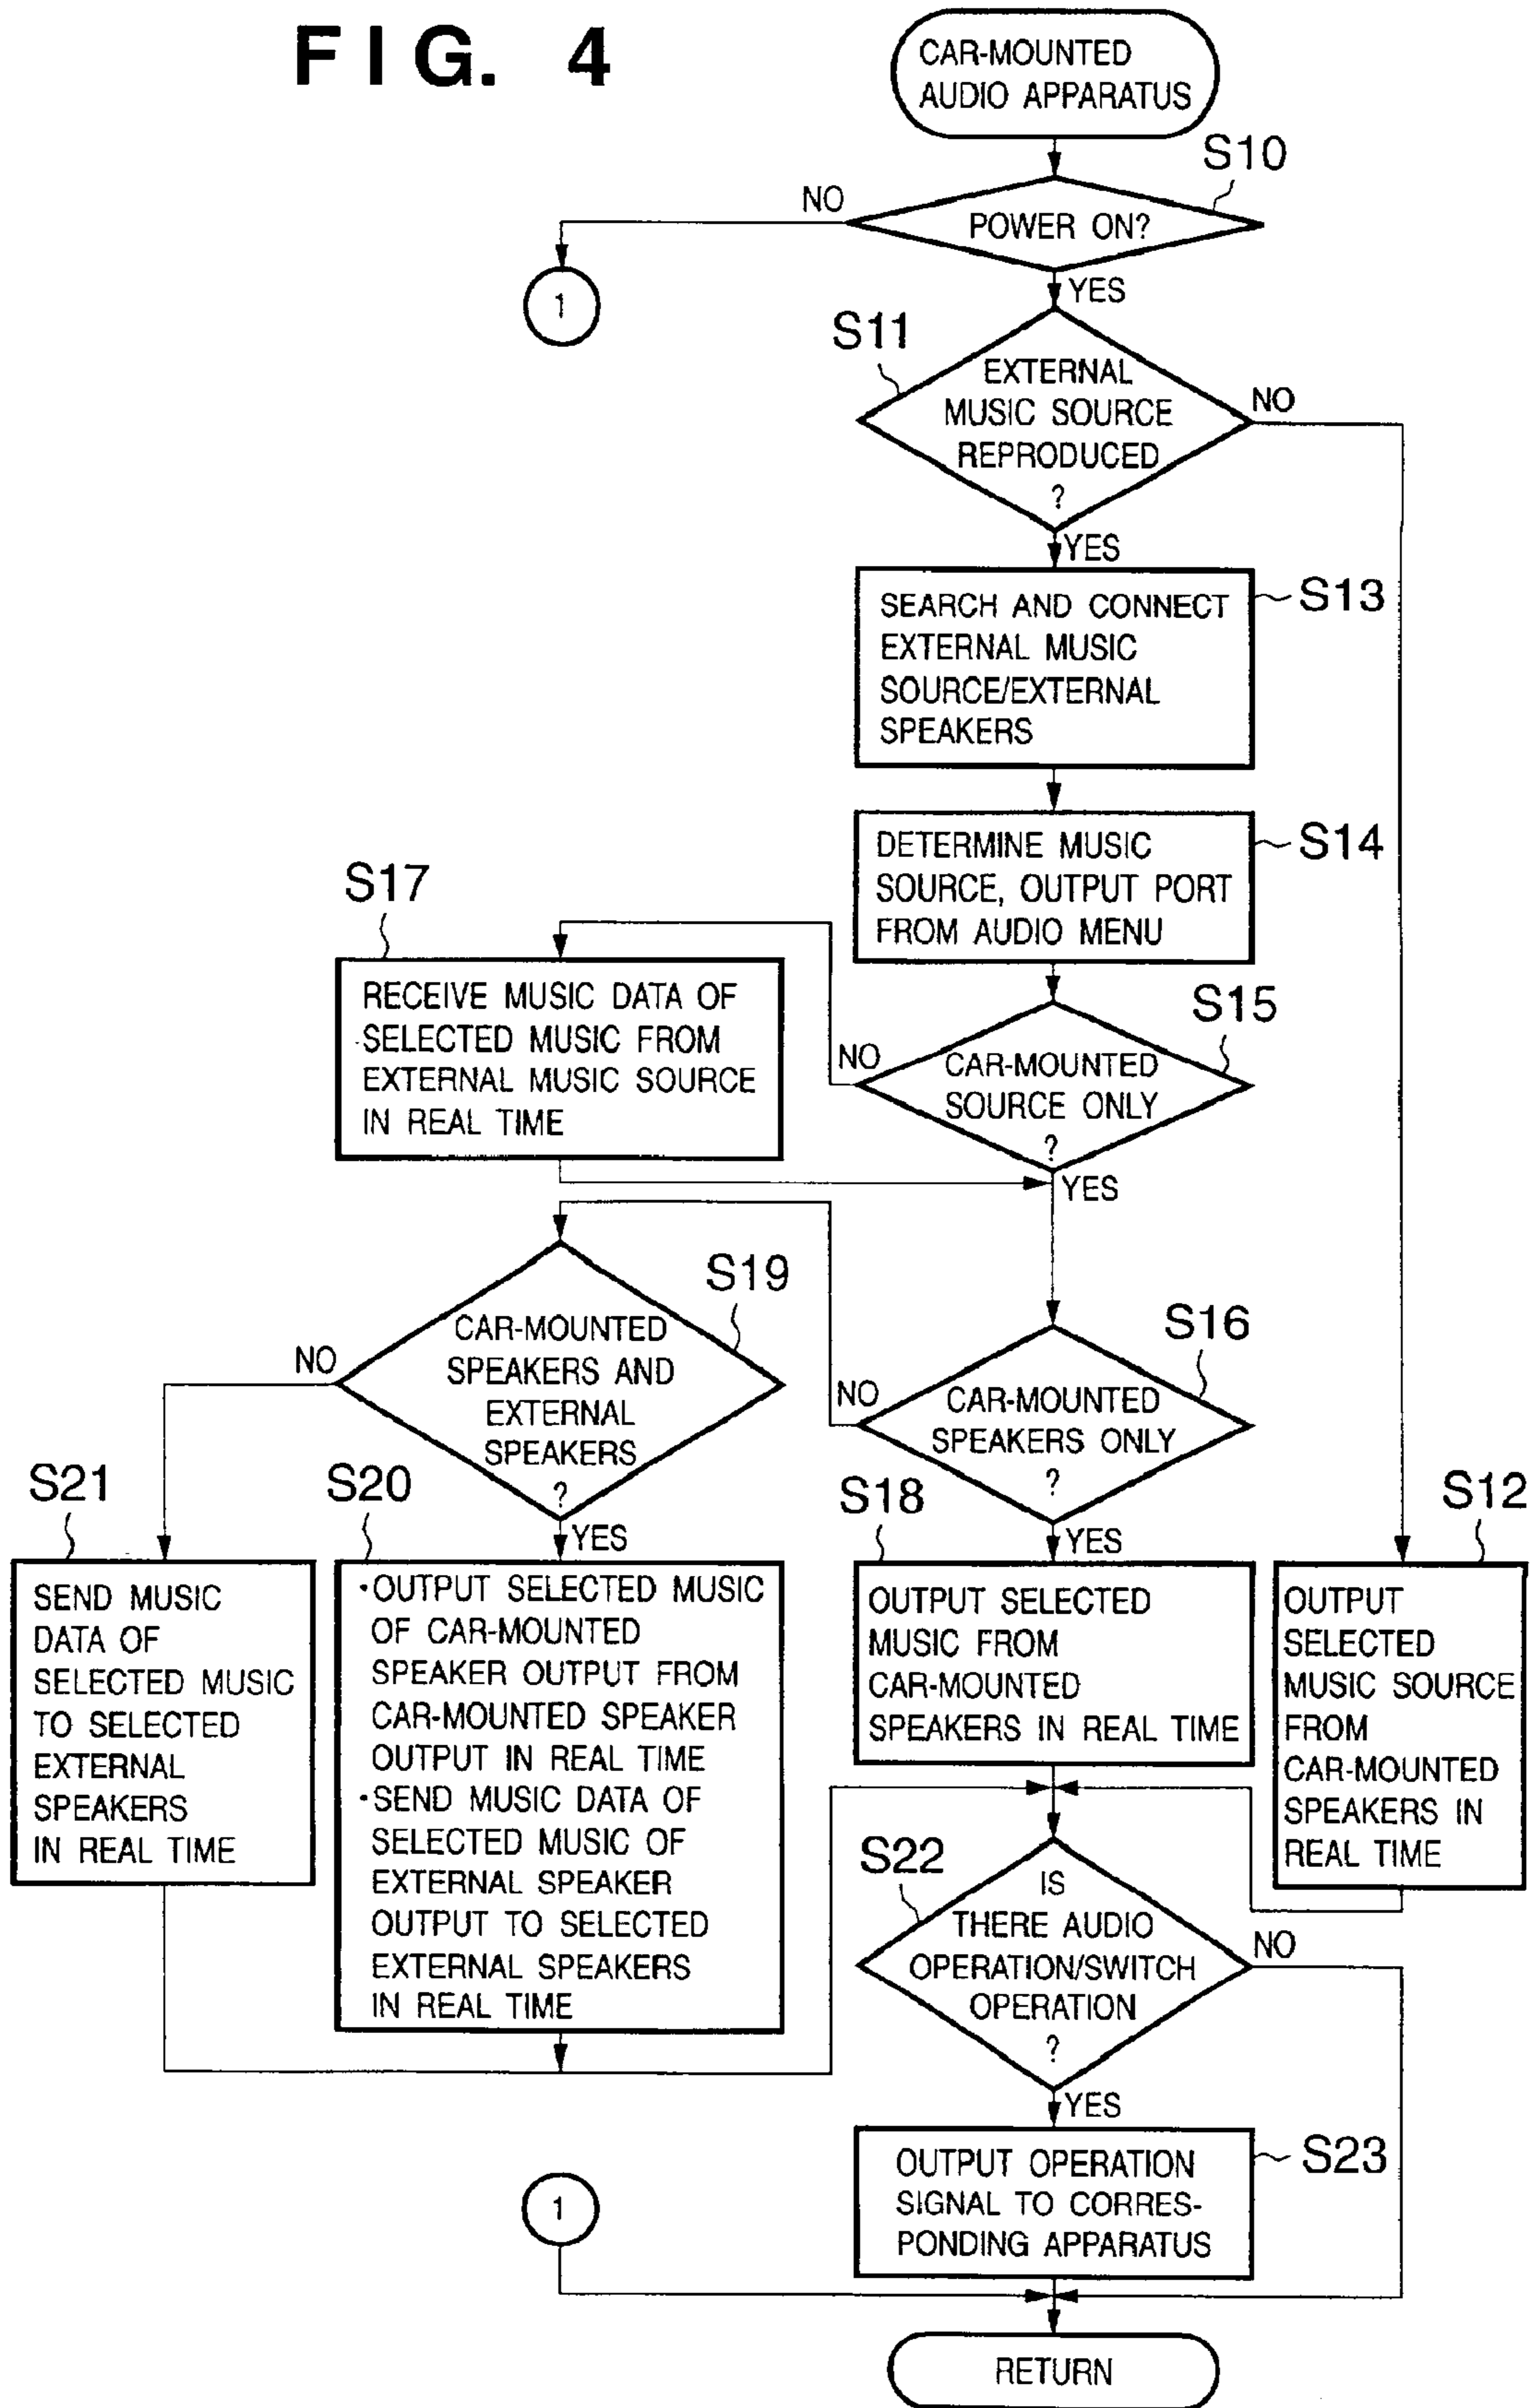 FIG. 4
CAR-MOUNTED
AUDIO APPARATUS
S10
NO
POWER ON?
YES
1
S11
EXTERNAL
MUSIC SOURCE
REPRODUCED
?
NO
YES
S13
SEARCH AND CONNECT
EXTERNAL MUSIC
SOURCE/EXTERNAL
SPEAKERS
S14
DETERMINE MUSIC
SOURCE, OUTPUT PORT
FROM AUDIO MENU
S17
RECEIVE MUSIC DATA OF
SELECTED MUSIC FROM
EXTERNAL MUSIC SOURCE
IN REAL TIME
S15
NO
CAR-MOUNTED
SOURCE ONLY
?
YES
S19
CAR-MOUNTED
SPEAKERS AND
EXTERNAL
SPEAKERS
?
NO
YES
S16
NO
CAR-MOUNTED
SPEAKERS ONLY
?
YES
S21
SEND MUSIC
DATA OF
SELECTED MUSIC
TO SELECTED
EXTERNAL
SPEAKERS
IN REAL TIME
S20
•OUTPUT SELECTED MUSIC
OF CAR-MOUNTED
SPEAKER OUTPUT FROM
CAR-MOUNTED SPEAKER
OUTPUT IN REAL TIME
•SEND MUSIC DATA OF
SELECTED MUSIC OF
EXTERNAL SPEAKER
OUTPUT TO SELECTED
EXTERNAL SPEAKERS
IN REAL TIME
S18
OUTPUT SELECTED
MUSIC FROM
CAR-MOUNTED
SPEAKERS IN REAL TIME
S12
OUTPUT
SELECTED
MUSIC SOURCE
FROM
CAR-MOUNTED
SPEAKERS IN
REAL TIME
S22
IS
THERE AUDIO
OPERATION/SWITCH
OPERATION
?
NO
YES
S23
OUTPUT OPERATION
SIGNAL TO CORRES-
PONDING APPARATUS
1
RETURN